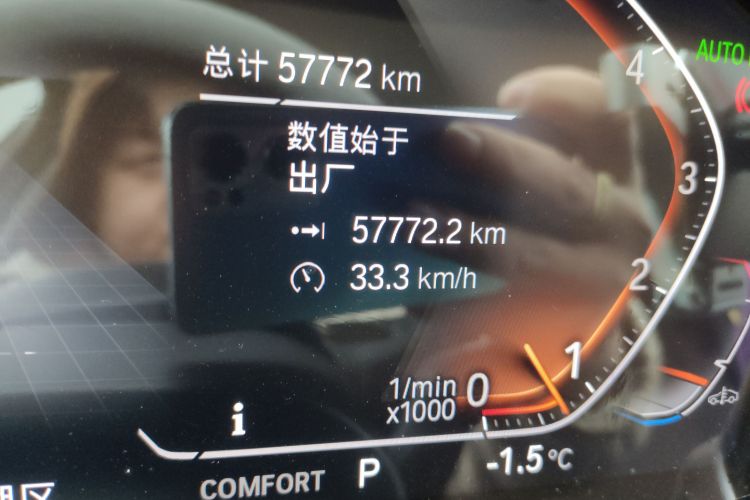 总计 57772 km
AUTO
数值始于
出厂
57772.2 km
33.3 km/h
4
3
2
1
0
1/min
x1000
i
-1.5°C
COMFORT P
区